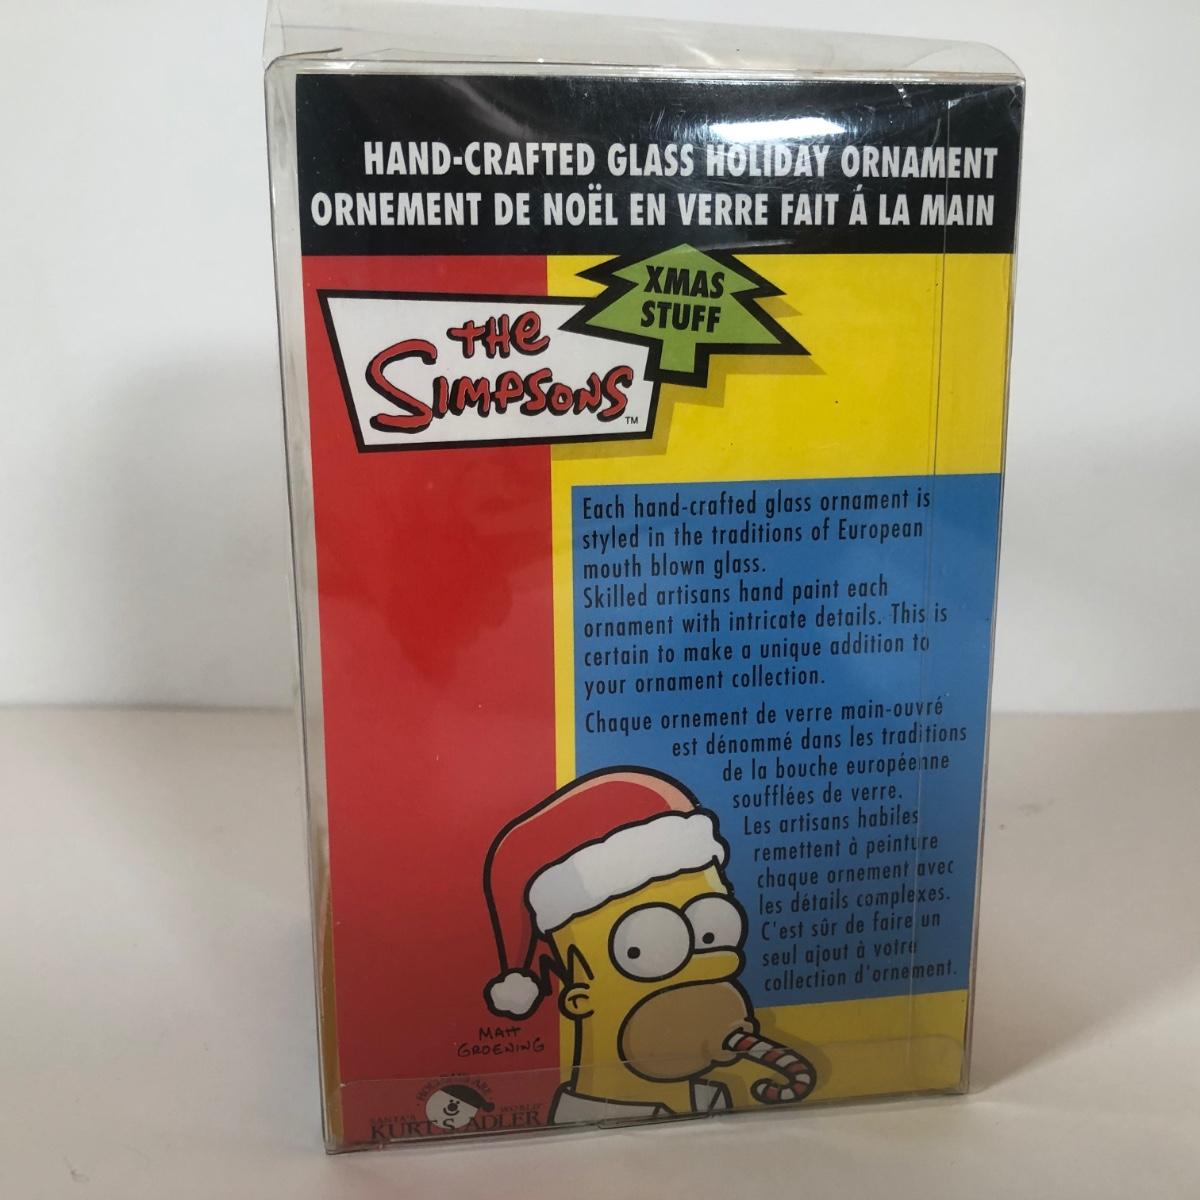 HAND-CRAFTED GLASS HOLIDAY ORNAMENT
ORNEMENT DE NOËL EN VERRE FAIT Á LA MAIN
XMAS
STUFF
THE
SIMPSONS
TM
Each hand-crafted glass ornament is
styled in the traditions of European
mouth blown glass.
Skilled artisans hand paint each
ornament with intricate details. This is
certain to make a unique addition to
your ornament collection.
Chaque ornement de verre main-ouvré
est dénommé dans les traditions
de la bouche européenne
soufflées de verre.
Les artisans habiles
remettent à peinture
chaque ornement avec
les détails complexes.
C'est sûr de faire un
seul ajout à votre
collection d'ornement.
MATT
GROENING
HOLIDAYS ARE
SANTA'S WORLD
KURT S. ADLER